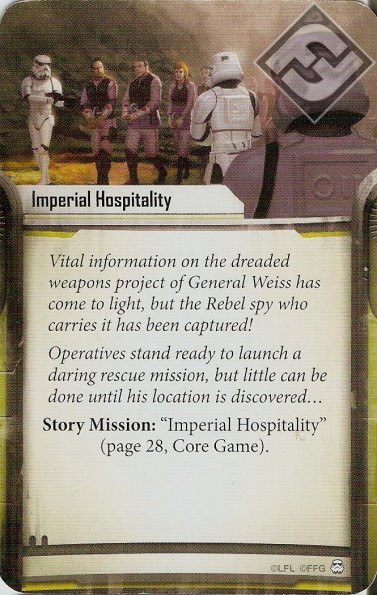 Imperial Hospitality
Vital information on the dreaded
weapons project of General Weiss has
come to light, but the Rebel spy who
carries it has been captured!
Operatives stand ready to launch a
daring rescue mission, but little can be
done until his location is discovered…
Story Mission: “Imperial Hospitality”
(page 28, Core Game).
©LFL ©FFG